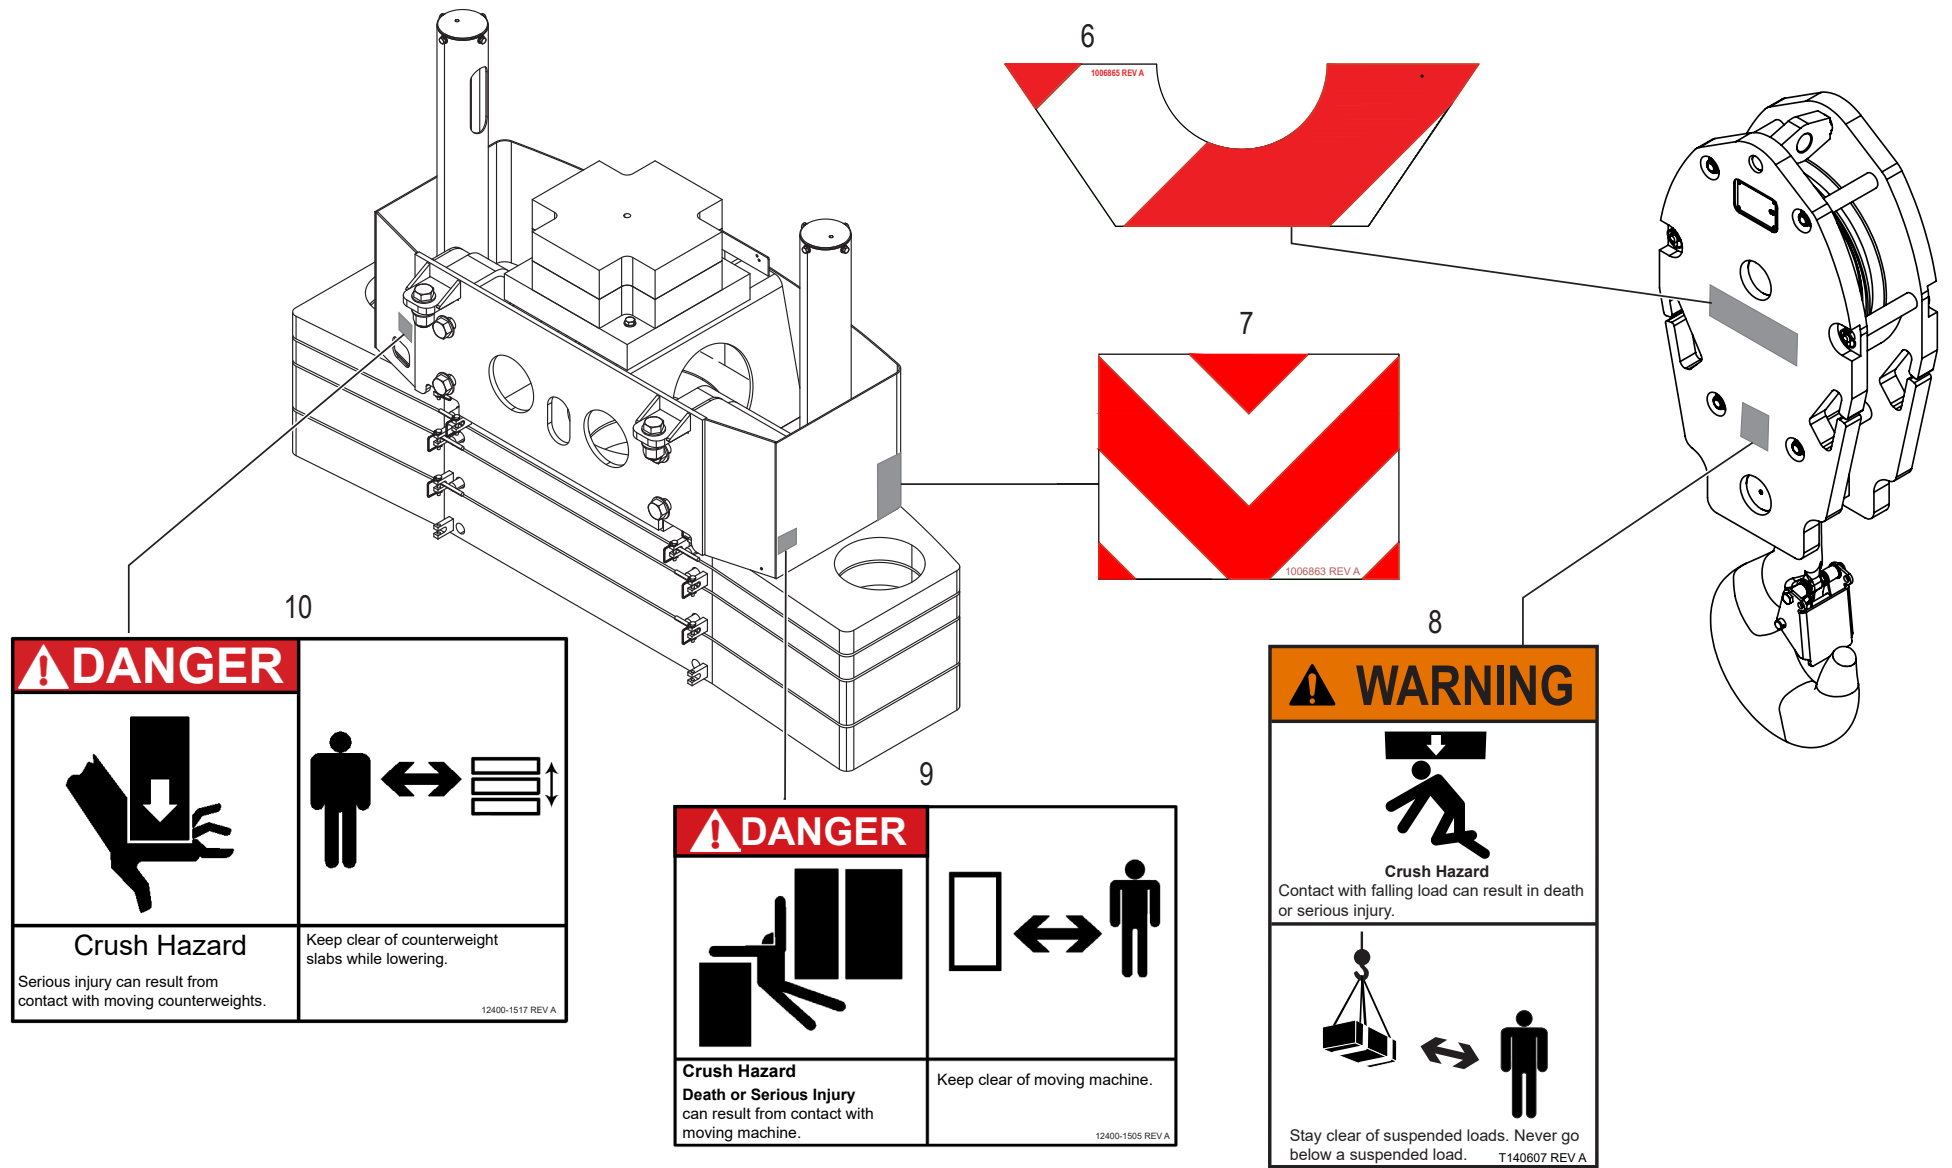 6
1006865 REV A
7
1006863 REV A
10
DANGER
Crush Hazard
Serious injury can result from
contact with moving counterweights.
Keep clear of counterweight
slabs while lowering.
12400-1517 REV A
9
DANGER
Crush Hazard
Death or Serious Injury
can result from contact with
moving machine.
Keep clear of moving machine.
12400-1505 REV A
8
WARNING
Crush Hazard
Contact with falling load can result in death
or serious injury.
Stay clear of suspended loads. Never go
below a suspended load.
T140607 REV A